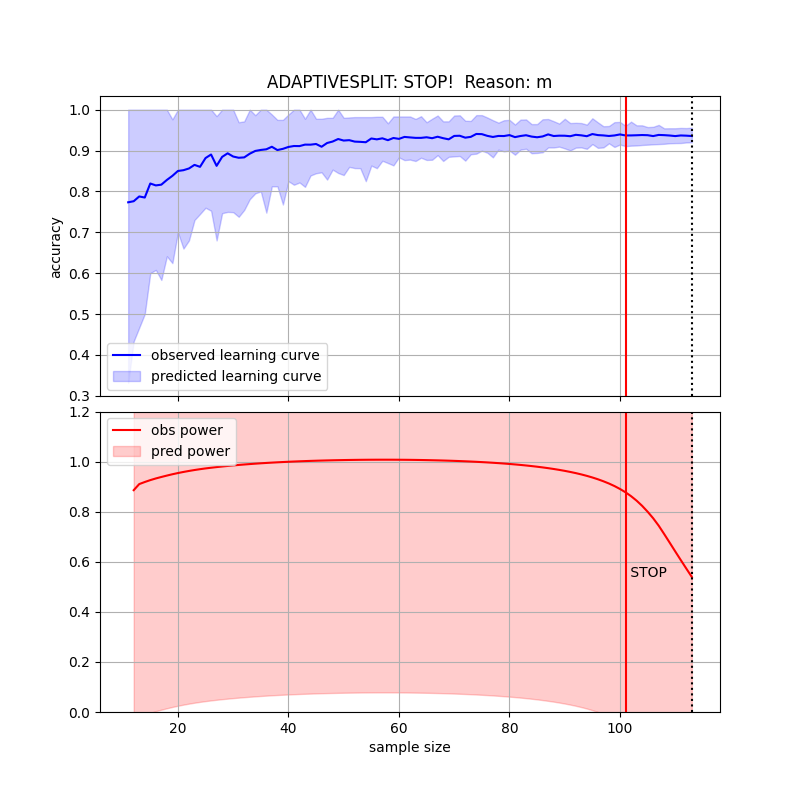 ADAPTIVESPLIT: STOP!  Reason: m
1.0
0.9
0.8
0.7
0.6
0.5
0.4
0.3
accuracy
observed learning curve
predicted learning curve
1.2
1.0
0.8
0.6
0.4
0.2
0.0
obs power
pred power
STOP
20 40 60 80 100
sample size